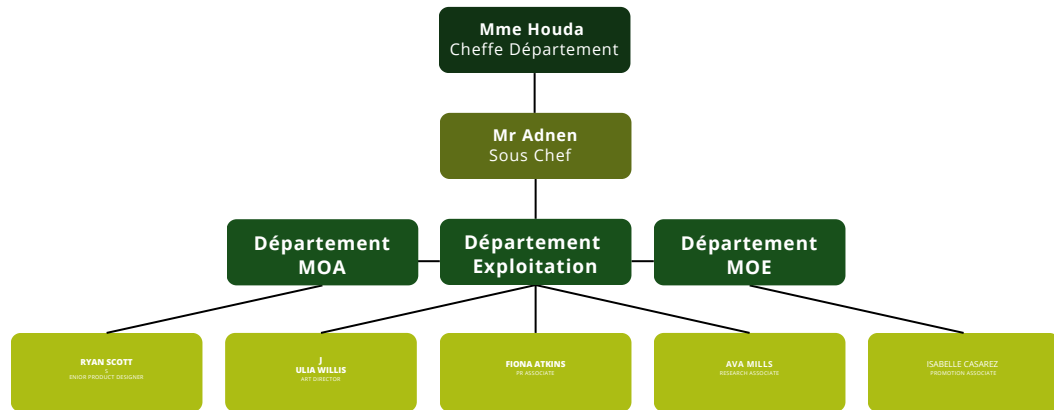 Mme Houda
Cheffe Département
Mr Adnen
Sous Chef
Département
MOA
Département
Exploitation
Département
MOE
RYAN SCOTT
S
ENIOR PRODUCT DESIGNER
J
ULIA WILLIS
ART DIRECTOR
FIONA ATKINS
PR ASSOCIATE
AVA MILLS
RESEARCH ASSOCIATE
ISABELLE CASAREZ
PROMOTION ASSOCIATE